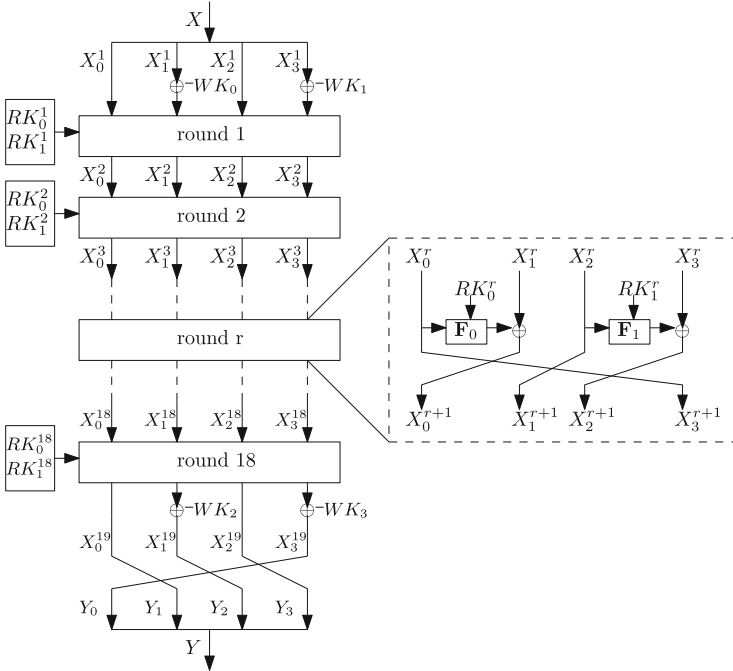 X
X_0^1 X_1^1 X_2^1 X_3^1
WK_0 WK_1
RK_0^1
RK_1^1
round 1
X_0^2 X_1^2 X_2^2 X_3^2
RK_0^2
RK_1^2
round 2
X_0^3 X_1^3 X_2^3 X_3^3
round r
X_0^r X_1^r X_2^r X_3^r
RK_0^r RK_1^r
F_0 F_1
X_0^{r+1} X_1^{r+1} X_2^{r+1} X_3^{r+1}
X_0^{18} X_1^{18} X_2^{18} X_3^{18}
RK_0^{18}
RK_1^{18}
round 18
WK_2 WK_3
X_0^{19} X_1^{19} X_2^{19} X_3^{19}
Y_0 Y_1 Y_2 Y_3
Y